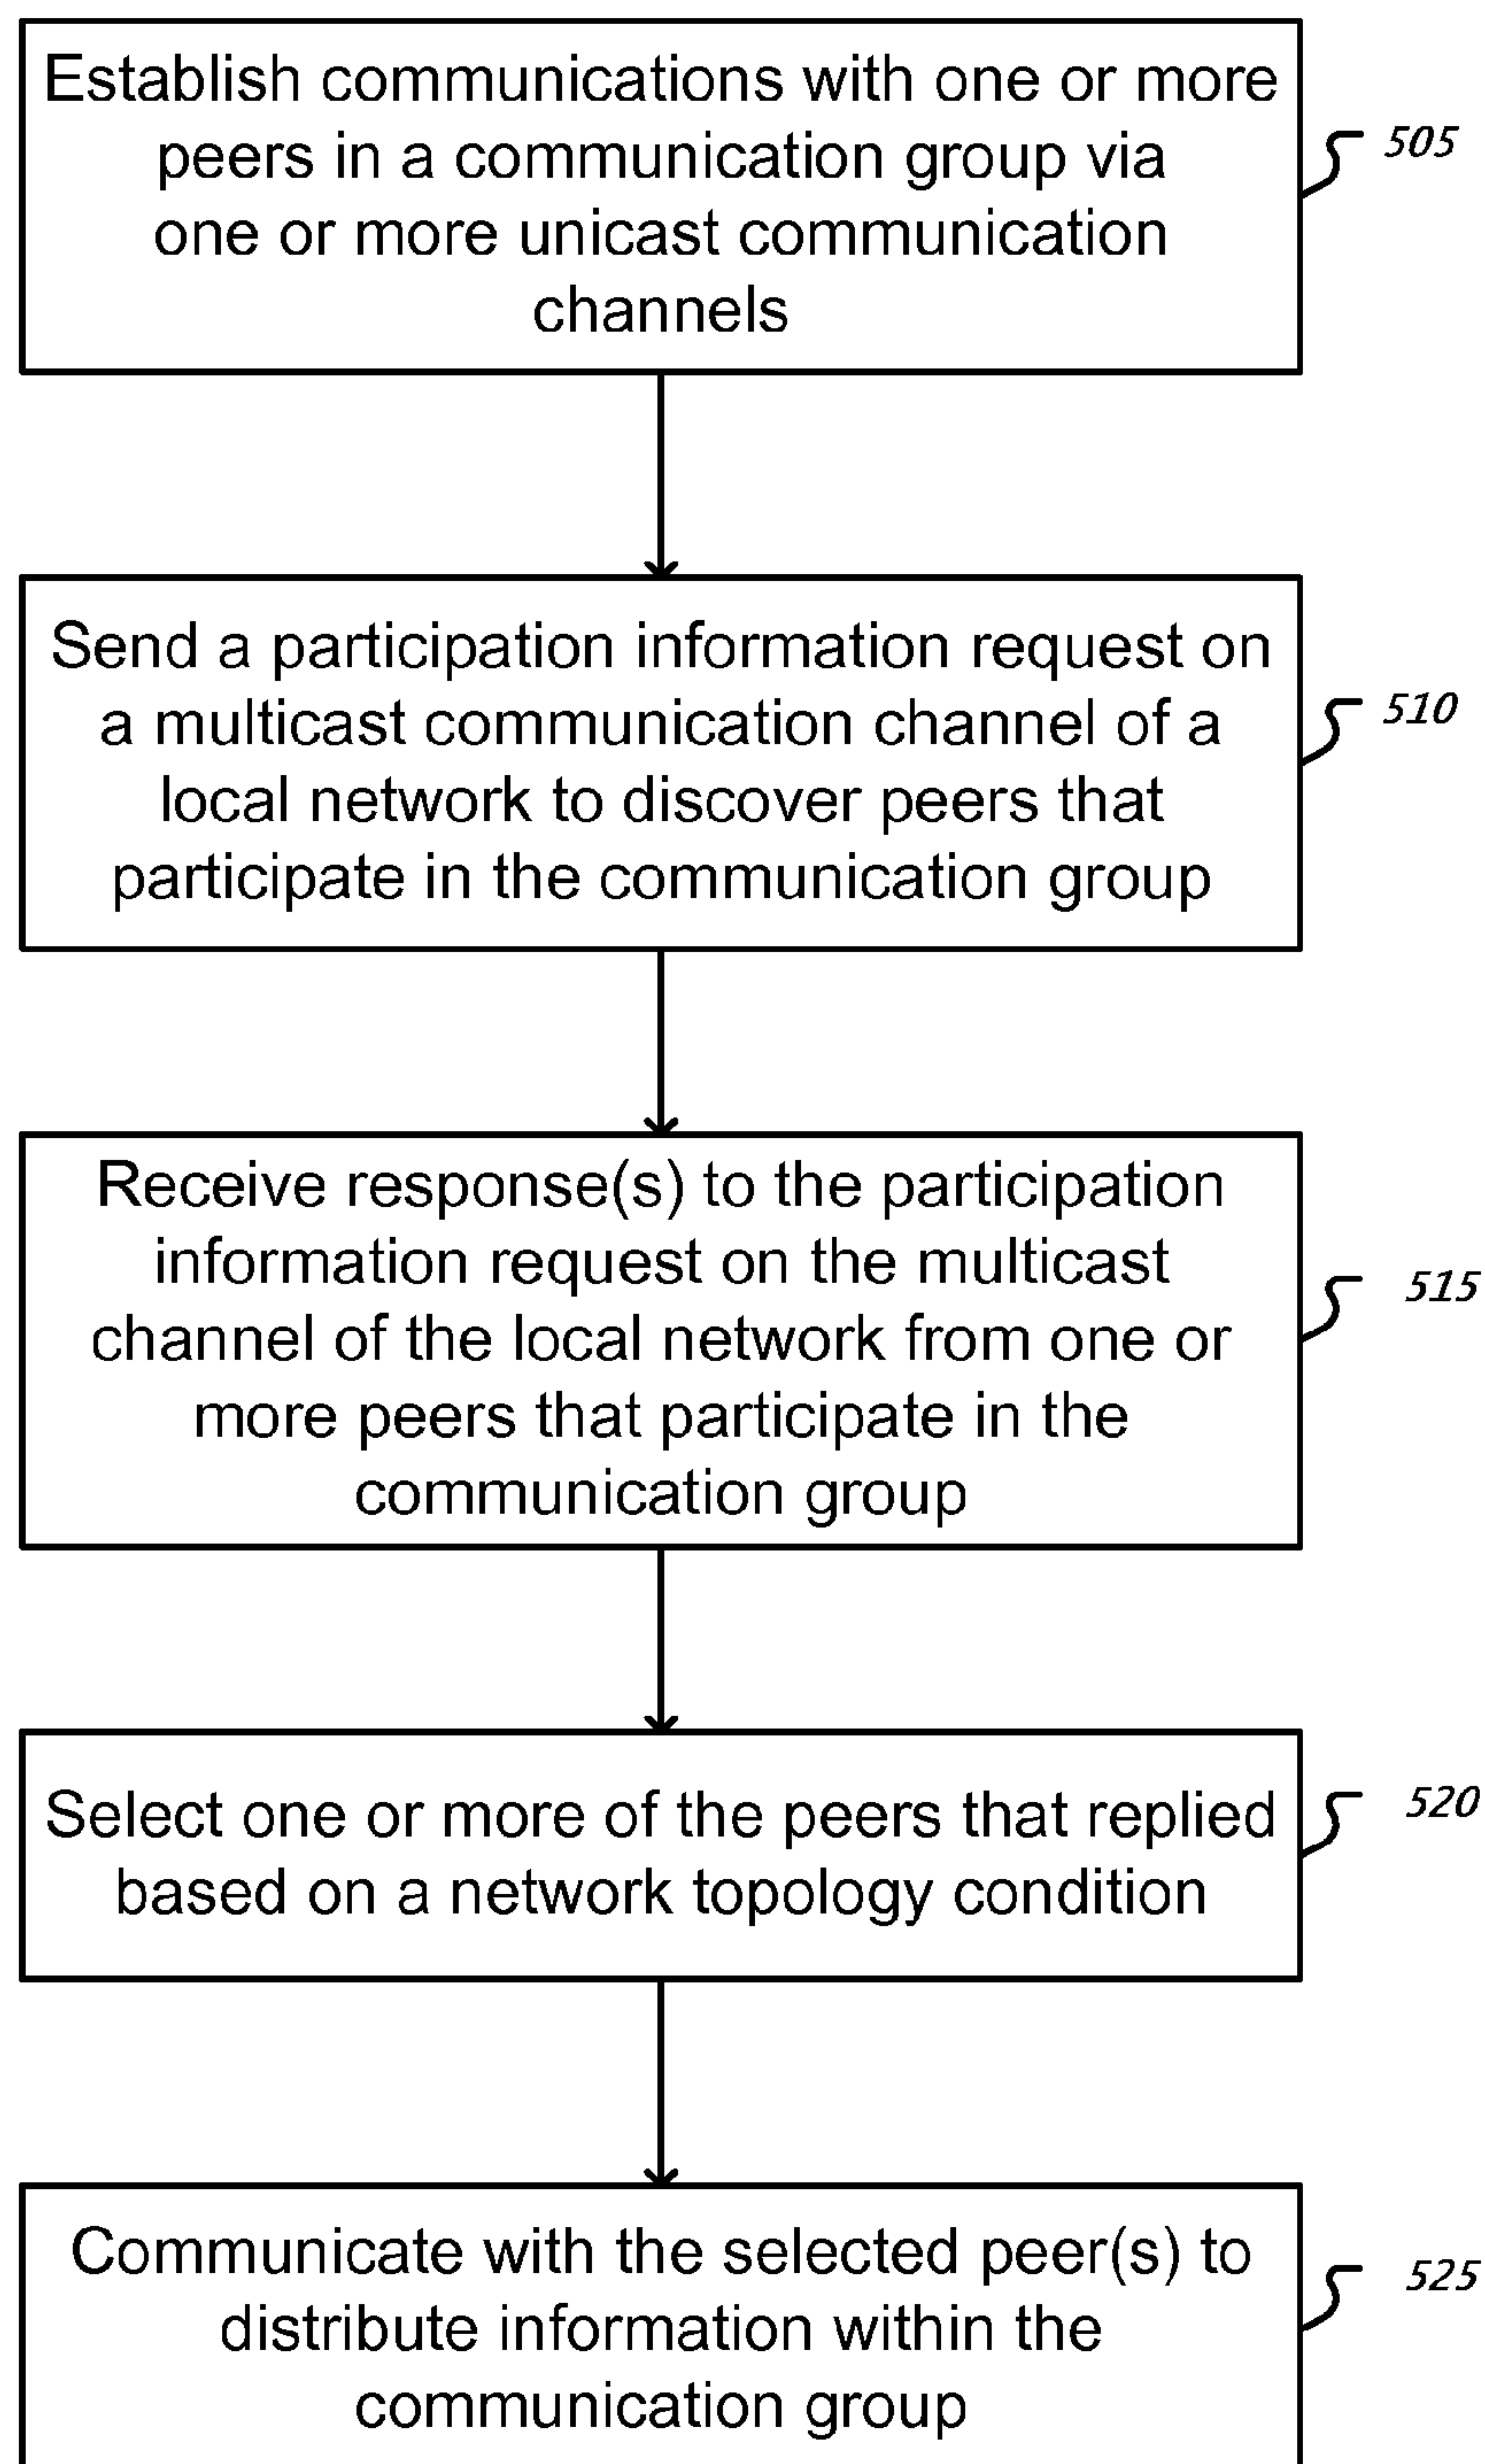 Establish communications with one or more
peers in a communication group via
one or more unicast communication
channels
505
Send a participation information request on
a multicast communication channel of a
local network to discover peers that
participate in the communication group
510
Receive response(s) to the participation
information request on the multicast
channel of the local network from one or
more peers that participate in the
communication group
515
Select one or more of the peers that replied
based on a network topology condition
520
Communicate with the selected peer(s) to
distribute information within the
communication group
525